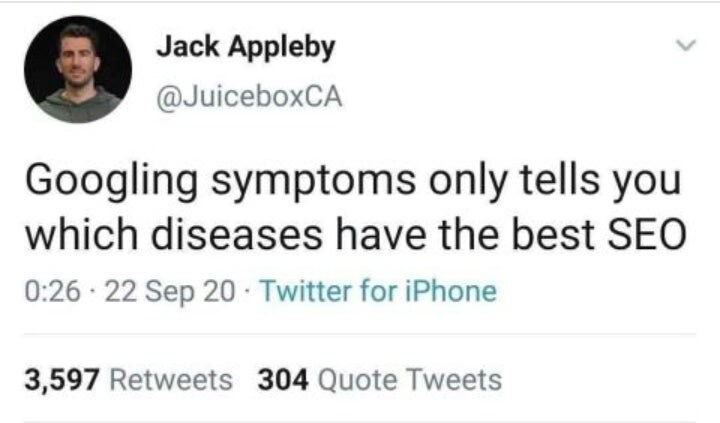 Jack Appleby
@JuiceboxCA
Googling symptoms only tells you
which diseases have the best SEO
0:26 · 22 Sep 20 · Twitter for iPhone
3,597 Retweets 304 Quote Tweets